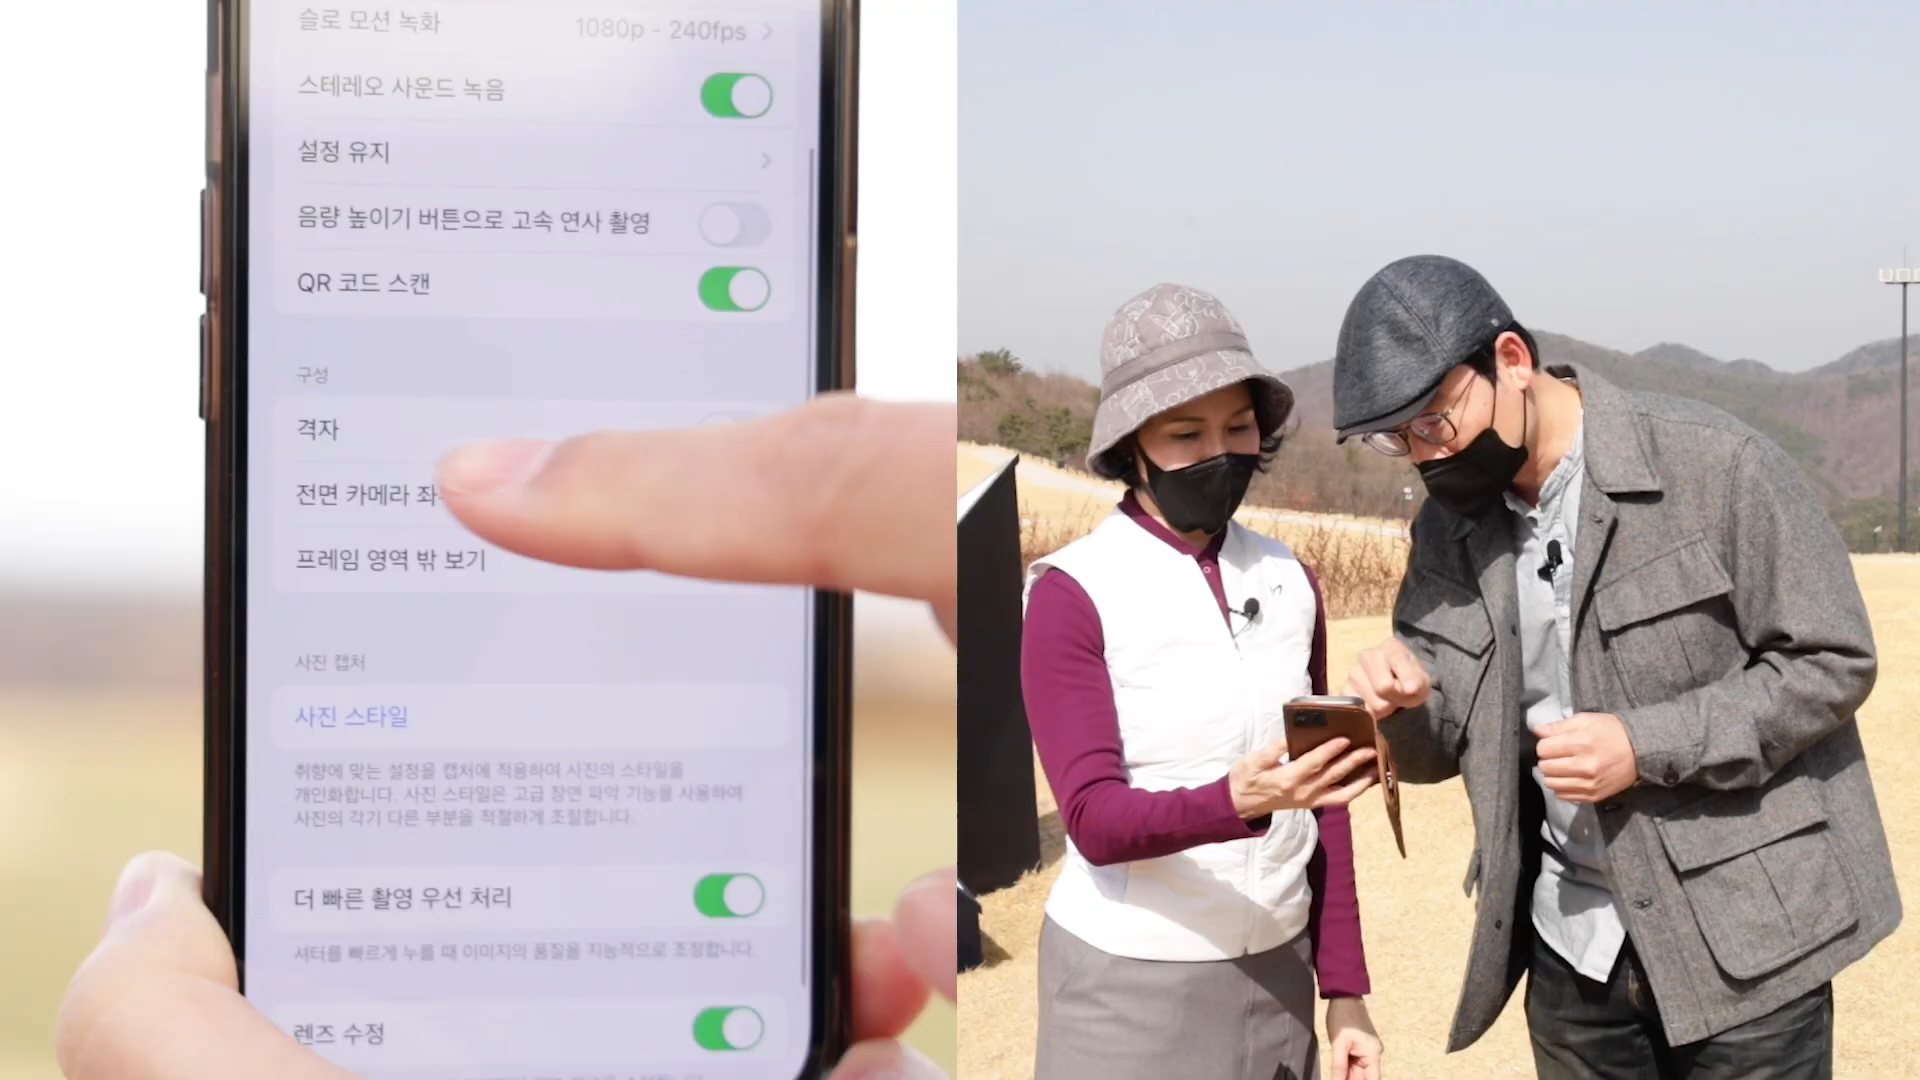 슬로 모션 녹화 1080p - 240fps
스테레오 사운드 녹음
설정 유지
음량 높이기 버튼으로 고속 연사 촬영
QR 코드 스캔
구성
격자
전면 카메라
프레임 영역 밖 보기
사진 캡처
사진 스타일
취향에 맞는 설정을 캡처에 적용하여 사진의 스타일을
개인화합니다. 사진 스타일은 고급 장면 파악 기능을 사용하여
사진의 각기 다른 부분을 적절하게 조절합니다.
더 빠른 촬영 우선 처리
셔터를 빠르게 누를 때 이미지의 품질을 지능적으로 조정합니다.
렌즈 수정